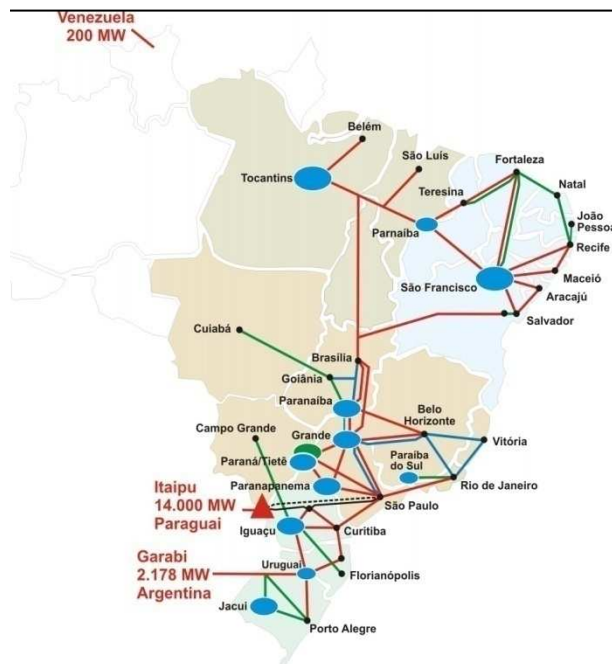 Venezuela
200 MW
Belém
São Luís
Fortaleza
Tocantins
Teresina
Natal
João
Pessoa
Parnaíba
Recife
São Francisco
Maceió
Aracajú
Salvador
Cuiabá
Brasília
Goiânia
Paranaíba
Belo
Horizonte
Campo Grande
Grande
Vitória
Paraná/Tietê
Paraíba
do Sul
Paranapanema
Rio de Janeiro
São Paulo
Itaipu
14.000 MW
Paraguai
Iguaçu
Curitiba
Garabi
2.178 MW
Argentina
Uruguai
Florianópolis
Jacui
Porto Alegre